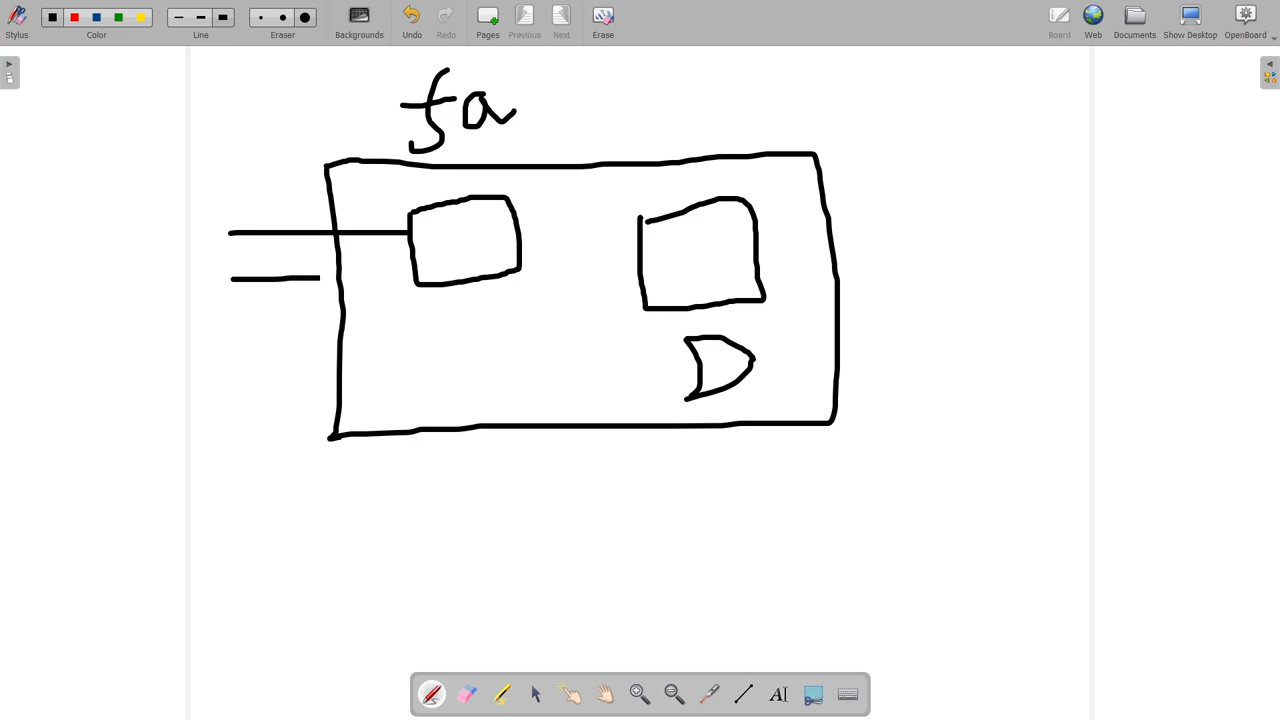 Stylus
Color
Line
Eraser
Backgrounds
Undo
Redo
Pages
Previous
Next
Erase
Board
Web
Documents
Show Desktop
OpenBoard
fa